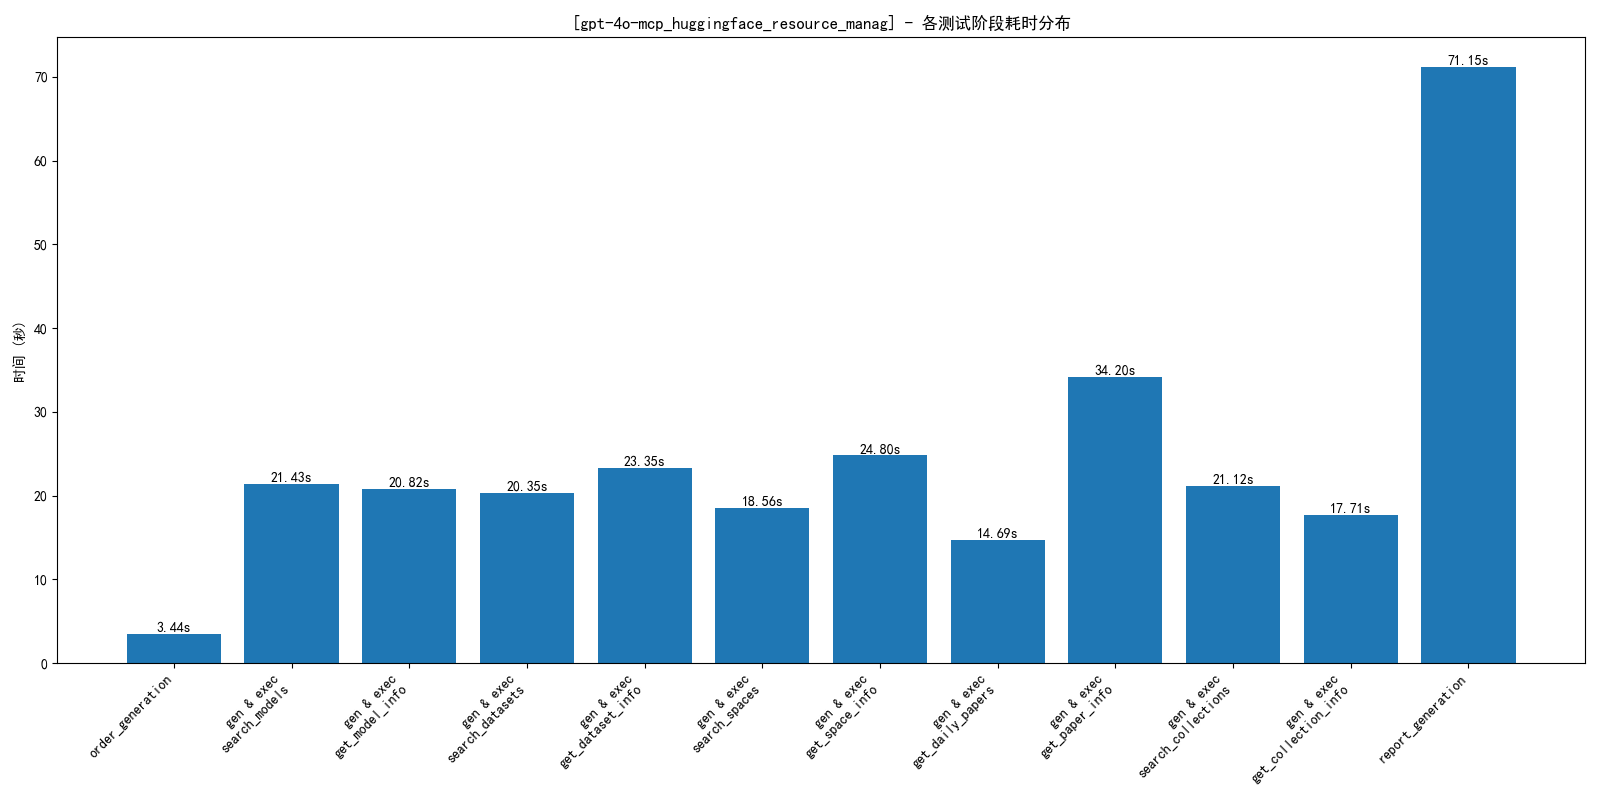 [gpt-4o-mcp_huggingface_resource_manag] - 各测试阶段耗时分布
时间 (秒)
70
60
50
40
30
20
10
0
3.44s
21.43s
20.82s
20.35s
23.35s
18.56s
24.80s
14.69s
34.20s
21.12s
17.71s
71.15s
order_generation
gen & exec
search_models
gen & exec
get_model_info
gen & exec
search_datasets
gen & exec
get_dataset_info
gen & exec
search_spaces
gen & exec
get_space_info
gen & exec
get_daily_papers
gen & exec
get_paper_info
gen & exec
search_collections
gen & exec
get_collection_info
report_generation